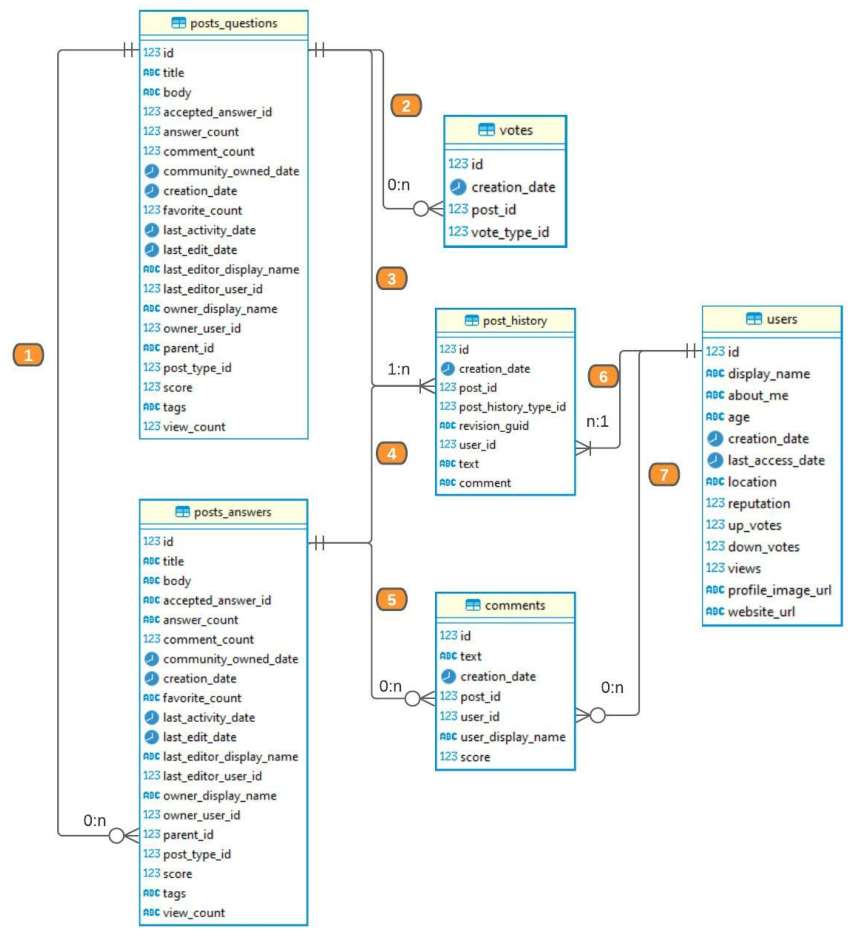 posts_questions
123 id
ABC title
ABC body
123 accepted_answer_id
123 answer_count
123 comment_count
community_owned_date
creation_date
123 favorite_count
last_activity_date
last_edit_date
ABC last_editor_display_name
123 last_editor_user_id
ABC owner_display_name
123 owner_user_id
ABC parent_id
123 post_type_id
123 score
ABC tags
123 view_count
1
2
0:n
votes
123 id
creation_date
123 post_id
123 vote_type_id
3
1:n
4
post_history
123 id
creation_date
123 post_id
123 post_history_type_id
ABC revision_guid
123 user_id
ABC text
ABC comment
6
n:1
7
users
123 id
ABC display_name
ABC about_me
ABC age
creation_date
last_access_date
ABC location
123 reputation
123 up_votes
123 down_votes
123 views
ABC profile_image_url
ABC website_url
posts_answers
123 id
ABC title
ABC body
ABC accepted_answer_id
ABC answer_count
123 comment_count
community_owned_date
creation_date
ABC favorite_count
last_activity_date
last_edit_date
ABC last_editor_display_name
123 last_editor_user_id
ABC owner_display_name
123 owner_user_id
123 parent_id
123 post_type_id
123 score
ABC tags
ABC view_count
0:n
5
0:n
comments
123 id
ABC text
creation_date
123 post_id
123 user_id
ABC user_display_name
123 score
0:n